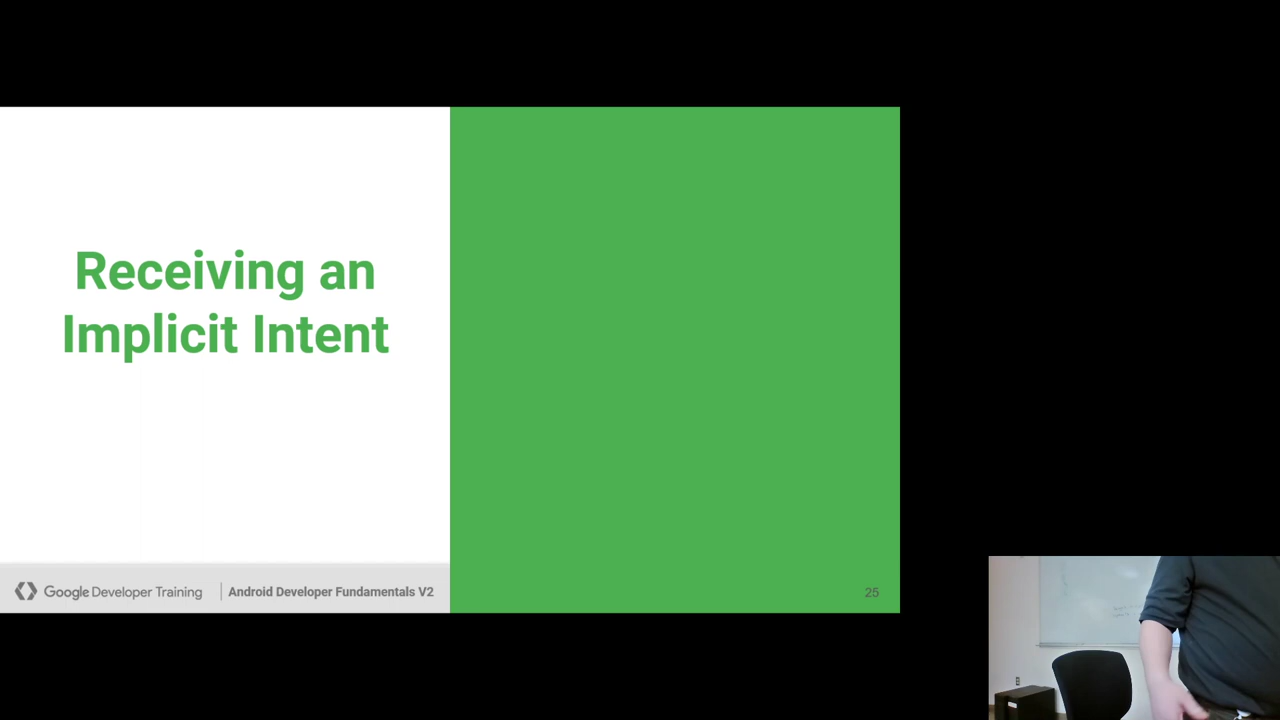 Receiving an
Implicit Intent
Google Developer Training
Android Developer Fundamentals V2
25